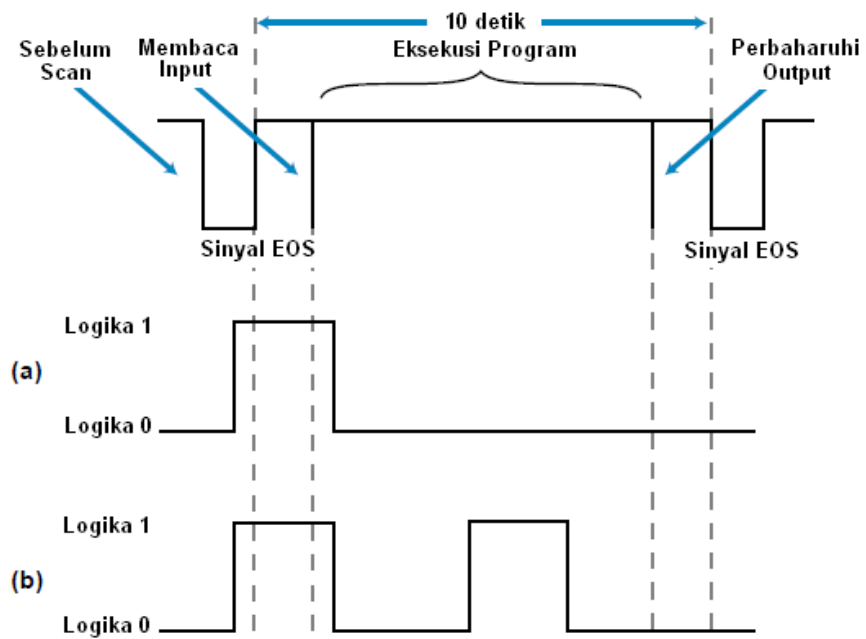 10 detik
Sebelum
Scan
Membaca
Input
Eksekusi Program
Perbaharuhi
Output
Sinyal EOS
Sinyal EOS
Logika 1
(a)
Logika 0
Logika 1
(b)
Logika 0